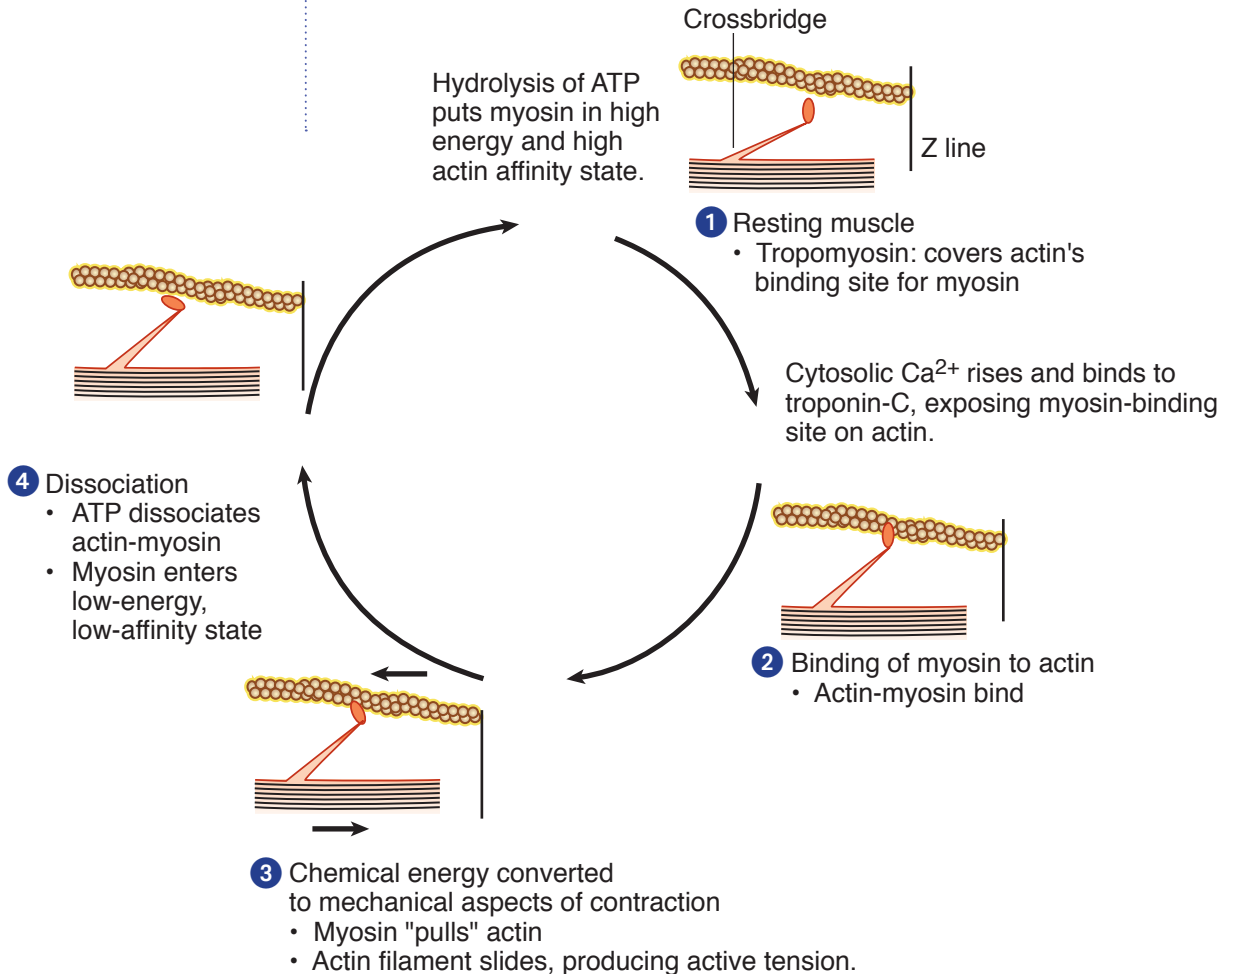 Crossbridge
Hydrolysis of ATP
puts myosin in high
energy and high
actin affinity state.
Z line
1 Resting muscle
• Tropomyosin: covers actin's
binding site for myosin
Cytosolic Ca²⁺ rises and binds to
troponin-C, exposing myosin-binding
site on actin.
2 Binding of myosin to actin
• Actin-myosin bind
3 Chemical energy converted
to mechanical aspects of contraction
• Myosin "pulls" actin
• Actin filament slides, producing active tension.
4 Dissociation
• ATP dissociates
actin-myosin
• Myosin enters
low-energy,
low-affinity state